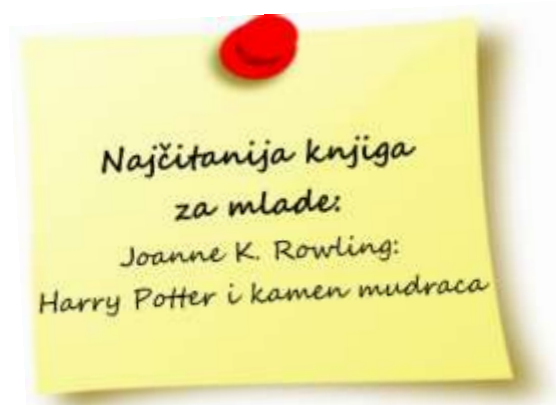 Najčitanija knjiga
za mlade:
Joanne K. Rowling:
Harry Potter i kamen mudraca